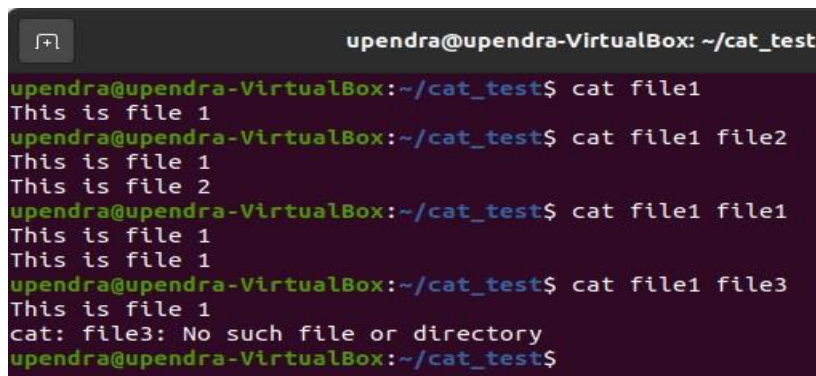 upendra@upendra-VirtualBox: ~/cat_test
upendra@upendra-VirtualBox:~/cat_test$ cat file1
This is file 1
upendra@upendra-VirtualBox:~/cat_test$ cat file1 file2
This is file 1
This is file 2
upendra@upendra-VirtualBox:~/cat_test$ cat file1 file1
This is file 1
This is file 1
upendra@upendra-VirtualBox:~/cat_test$ cat file1 file3
This is file 1
cat: file3: No such file or directory
upendra@upendra-VirtualBox:~/cat_test$